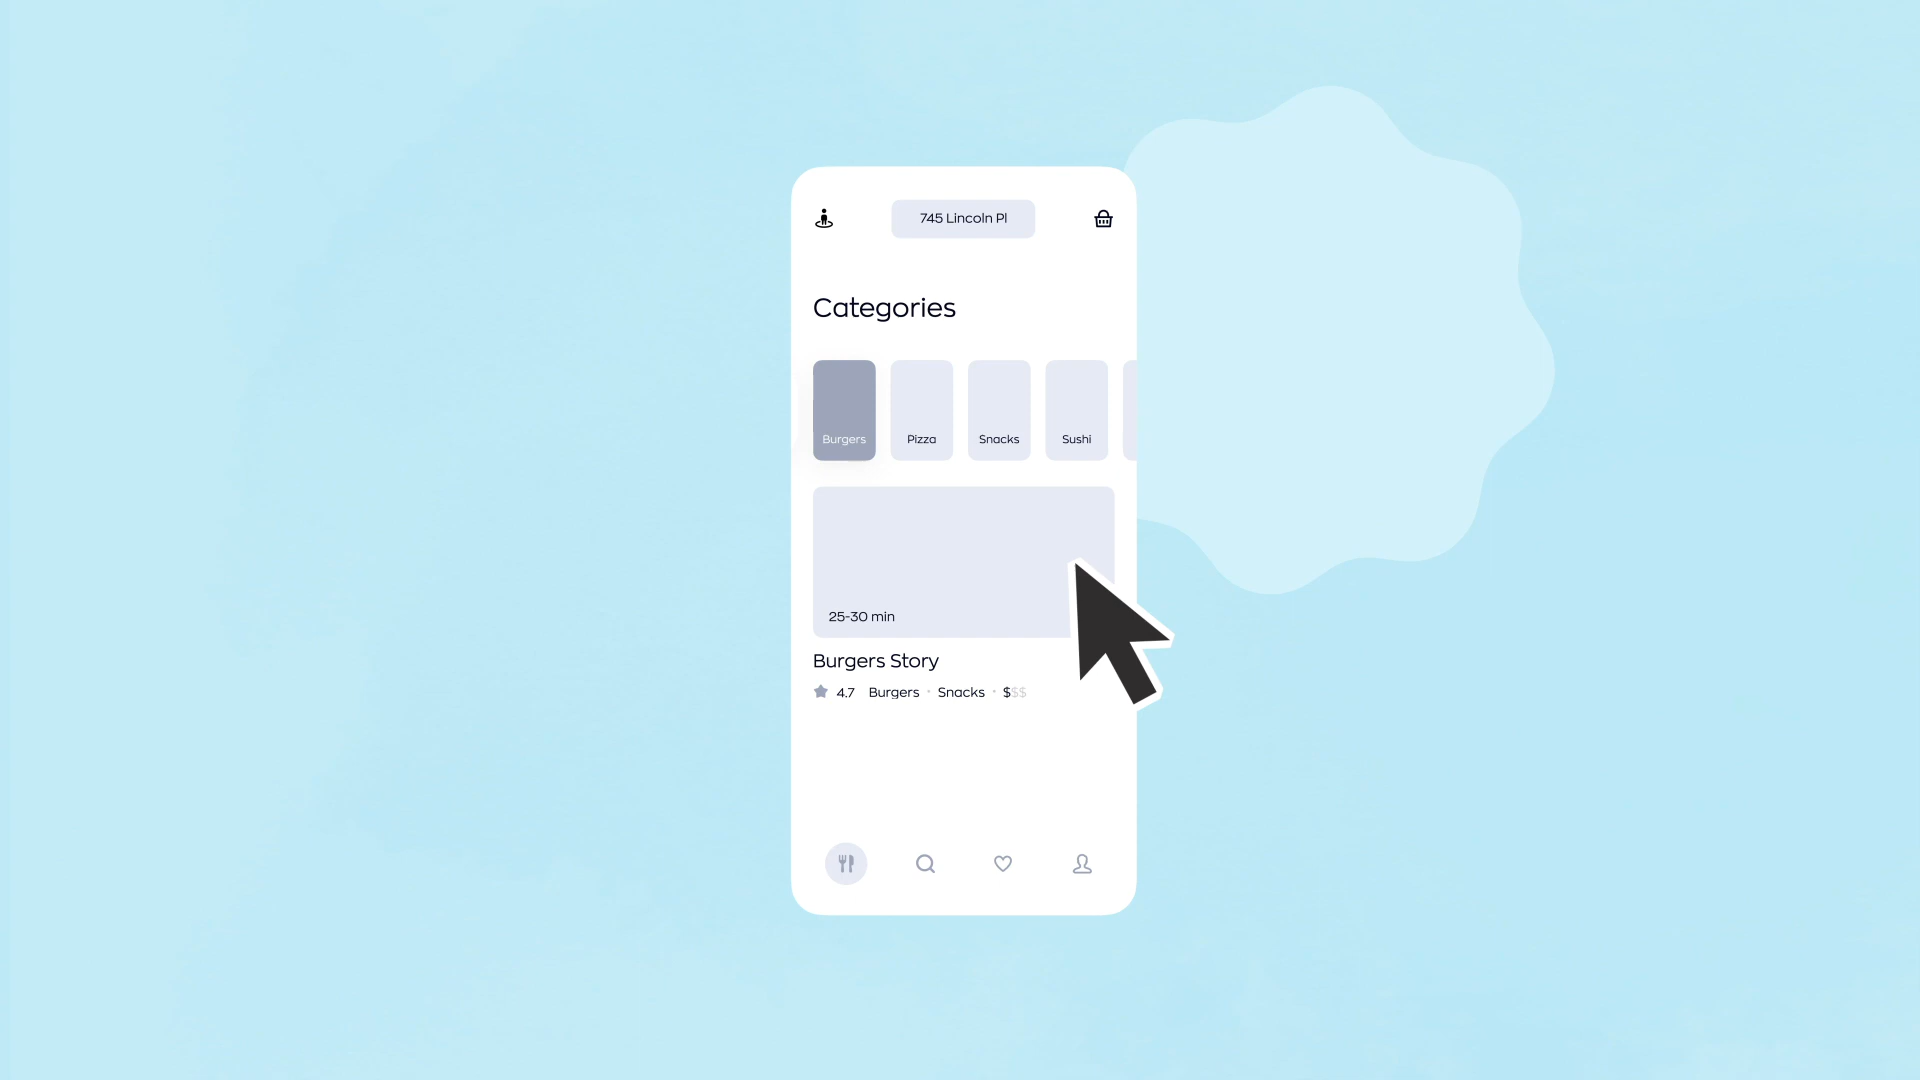 745 Lincoln Pl
Categories
Burgers Pizza Snacks Sushi
25-30 min
Burgers Story
4.7 Burgers • Snacks • $$$